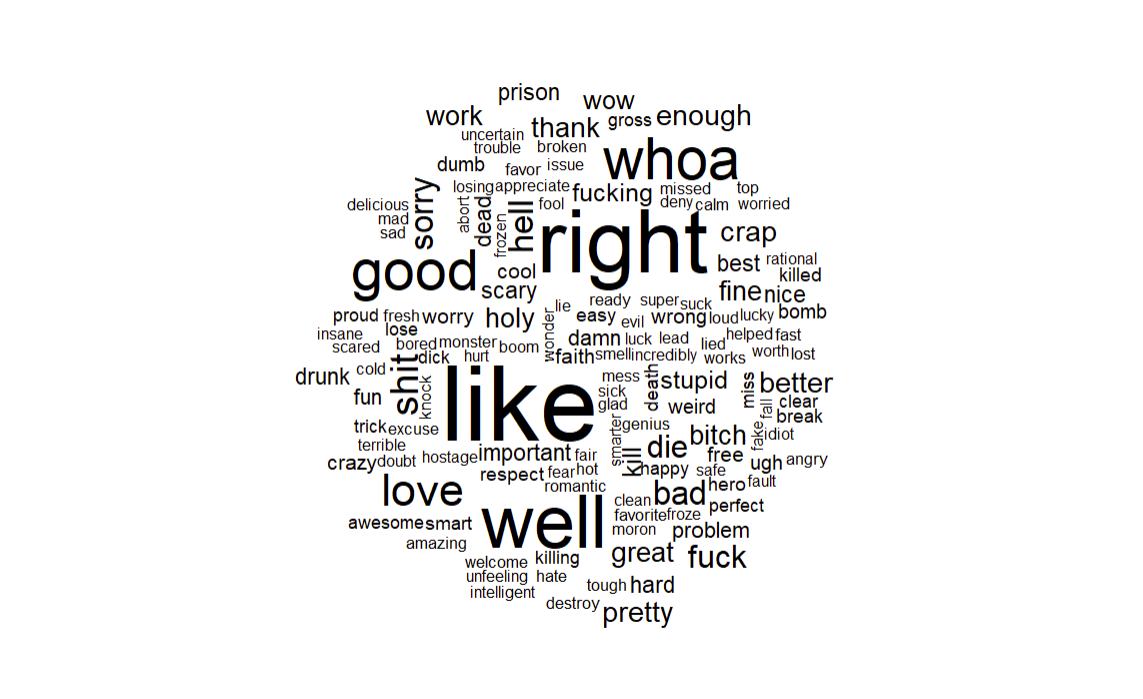 prison
wow
work
enough
thank
gross
uncertain
trouble
broken
whoa
dumb
favor
issue
sorry
losing
appreciate
fucking
missed
top
delicious
abort
dead
hell
fool
deny
calm
worried
mad
sad
frozen
right
crap
good
cool
best
rational
killed
scary
fine
nice
proud
fresh
worry
holy
lie
ready
super
suck
easy
evil
wrong
loud
lucky
bomb
insane
lose
wonder
damn
luck
lead
lied
helped
fast
scared
bored
monster
boom
dick
hurt
faith
smell
incredibly
works
worth
lost
drunk
cold
shit
knock
like
mess
death
stupid
miss
better
fun
sick
glad
weird
fall
clear
break
trick
excuse
smarter
genius
bitch
fake
idiot
terrible
die
crazy
doubt
hostage
important
fair
kill
happy
free
safe
ugh
angry
respect
fear
hot
romantic
hero
fault
love
clean
bad
perfect
awesome
smart
well
favorite
froze
moron
problem
amazing
welcome
killing
great
fuck
unfeeling
hate
intelligent
tough
hard
destroy
pretty